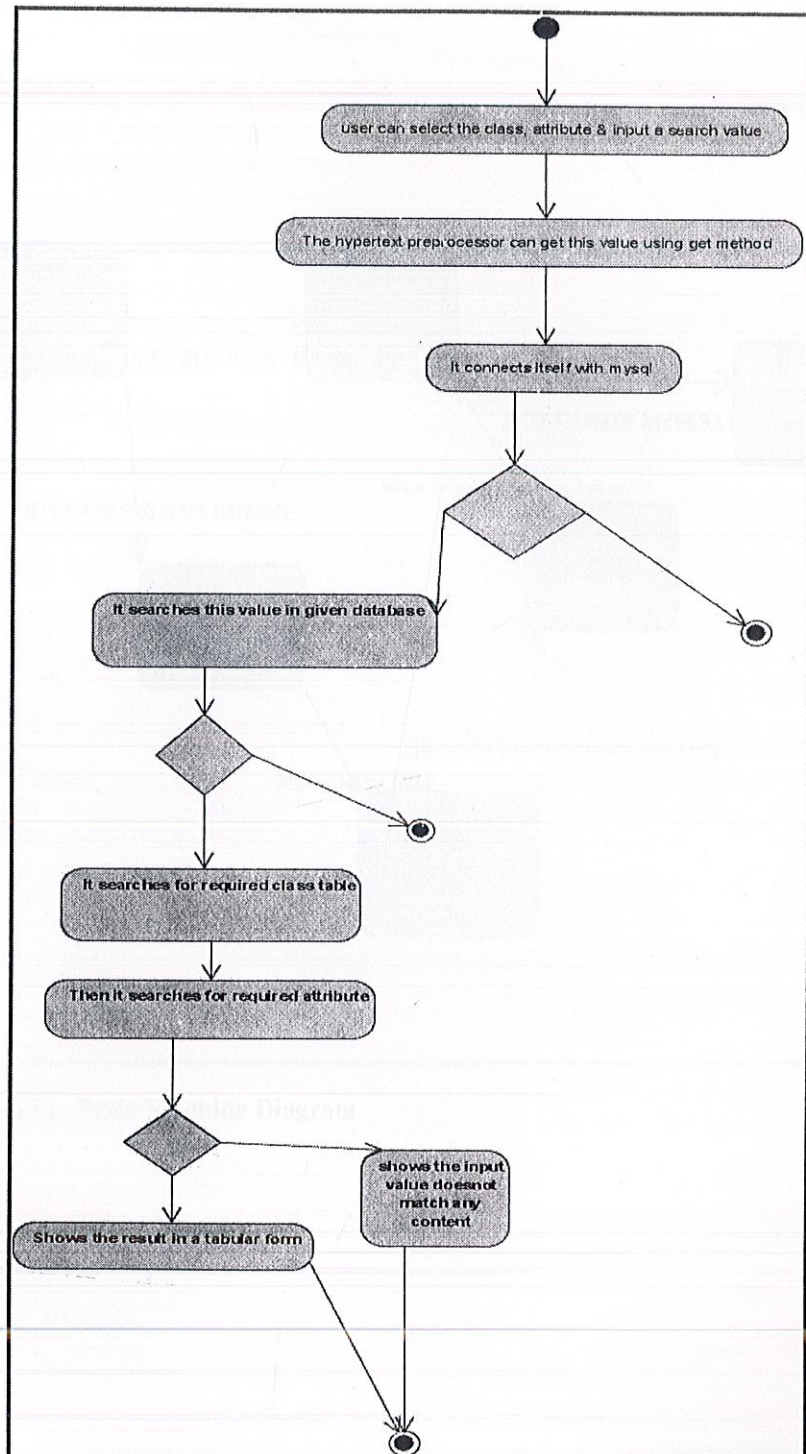 user can select the class, attribute & input a search value
The hypertext preprocessor can get this value using get method
It connects itself with mysql
It searches this value in given database
It searches for required class table
Then it searches for required attribute
shows the input
value doesnot
match any
content
Shows the result in a tabular form